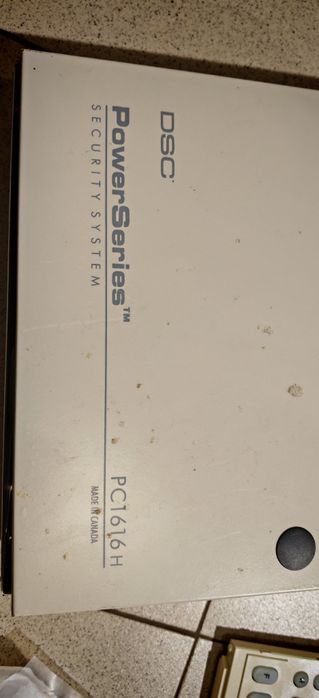 DSC
PowerSeries™
SECURITY SYSTEM
PC1616H
MADE IN CANADA
F